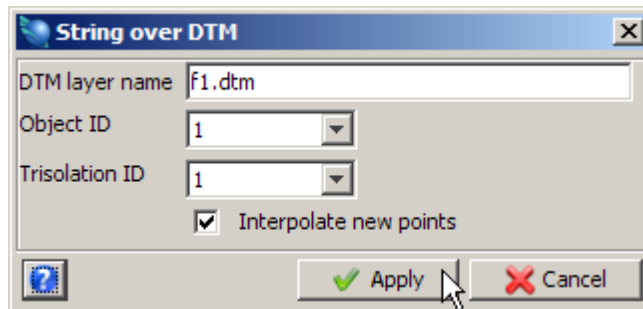 String over DTM
DTM layer name f1.dtm
Object ID 1
Trisolation ID 1
Interpolate new points
Apply Cancel